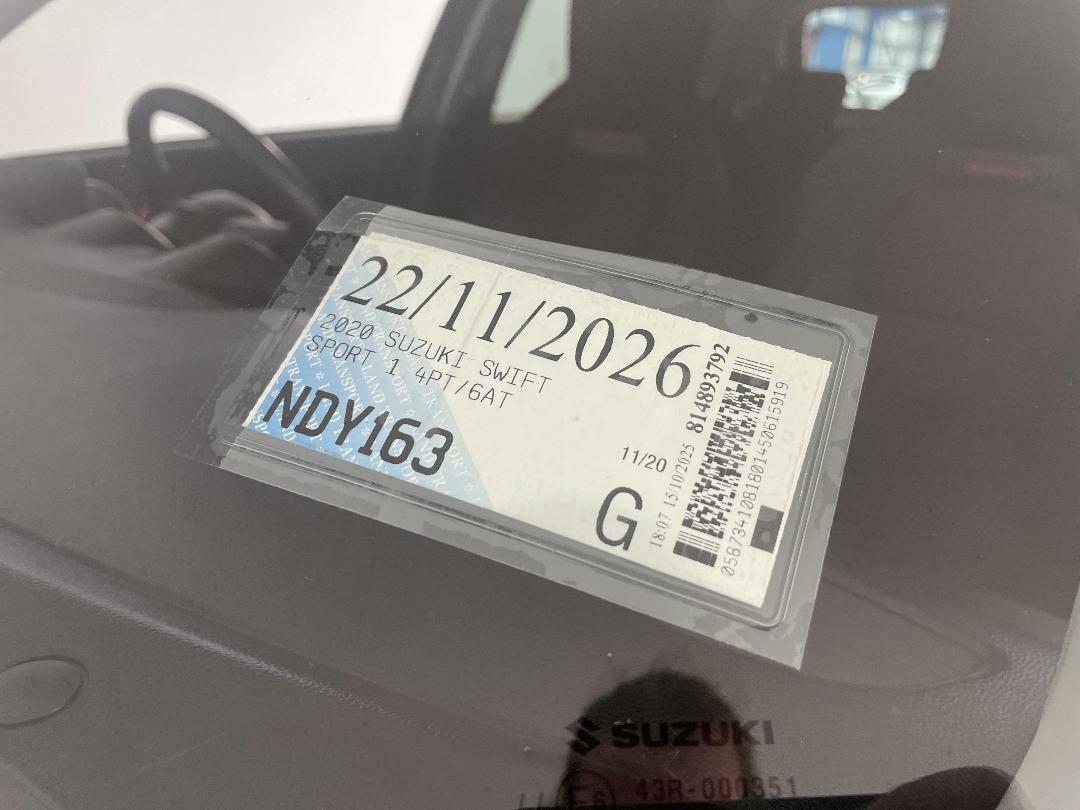 22/11/2026
2020 SUZUKI SWIFT
SPORT 1.4PT/6AT
NDY163
11/20
G
18:07 15/10/2025
814893792
0587341081801450615919
SUZUKI
43R-000351